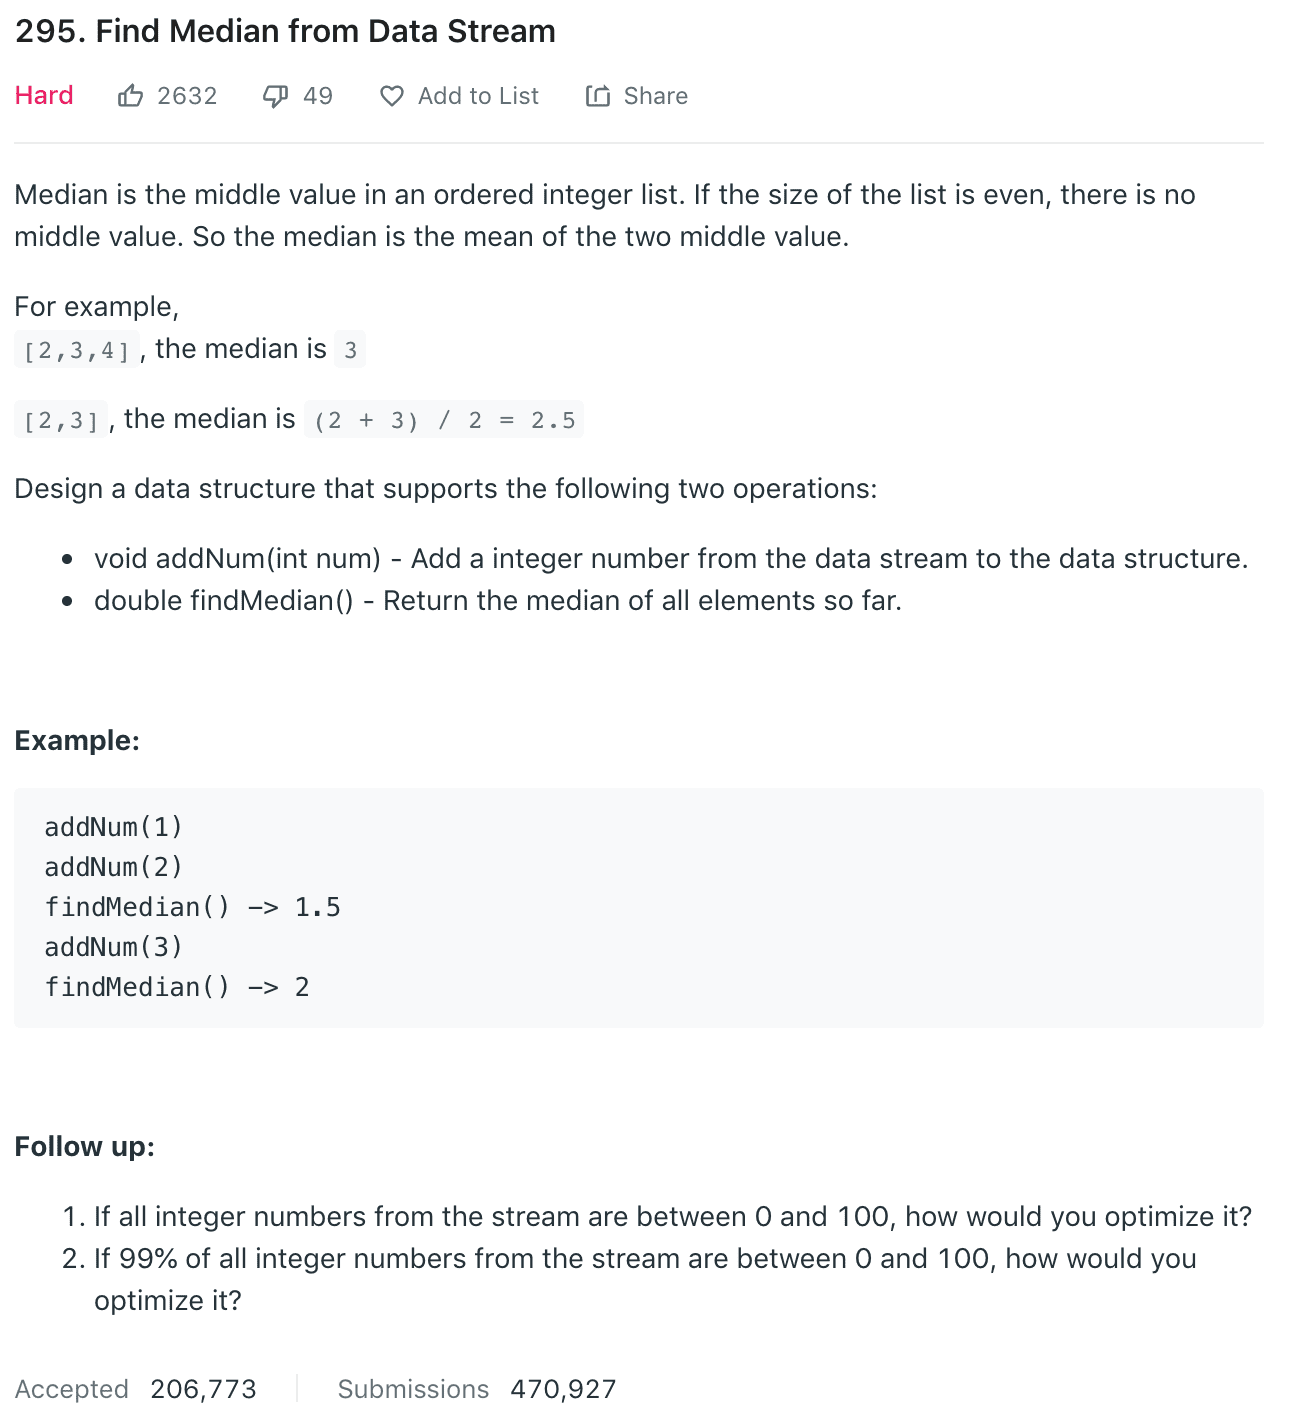 295. Find Median from Data Stream
Hard 2632 49 Add to List Share
Median is the middle value in an ordered integer list. If the size of the list is even, there is no
middle value. So the median is the mean of the two middle value.
For example,
[2,3,4] , the median is 3
[2,3] , the median is (2 + 3) / 2 = 2.5
Design a data structure that supports the following two operations:
• void addNum(int num) - Add a integer number from the data stream to the data structure.
• double findMedian() - Return the median of all elements so far.
Example:
addNum(1)
addNum(2)
findMedian() -> 1.5
addNum(3)
findMedian() -> 2
Follow up:
1. If all integer numbers from the stream are between 0 and 100, how would you optimize it?
2. If 99% of all integer numbers from the stream are between 0 and 100, how would you
optimize it?
Accepted 206,773 Submissions 470,927